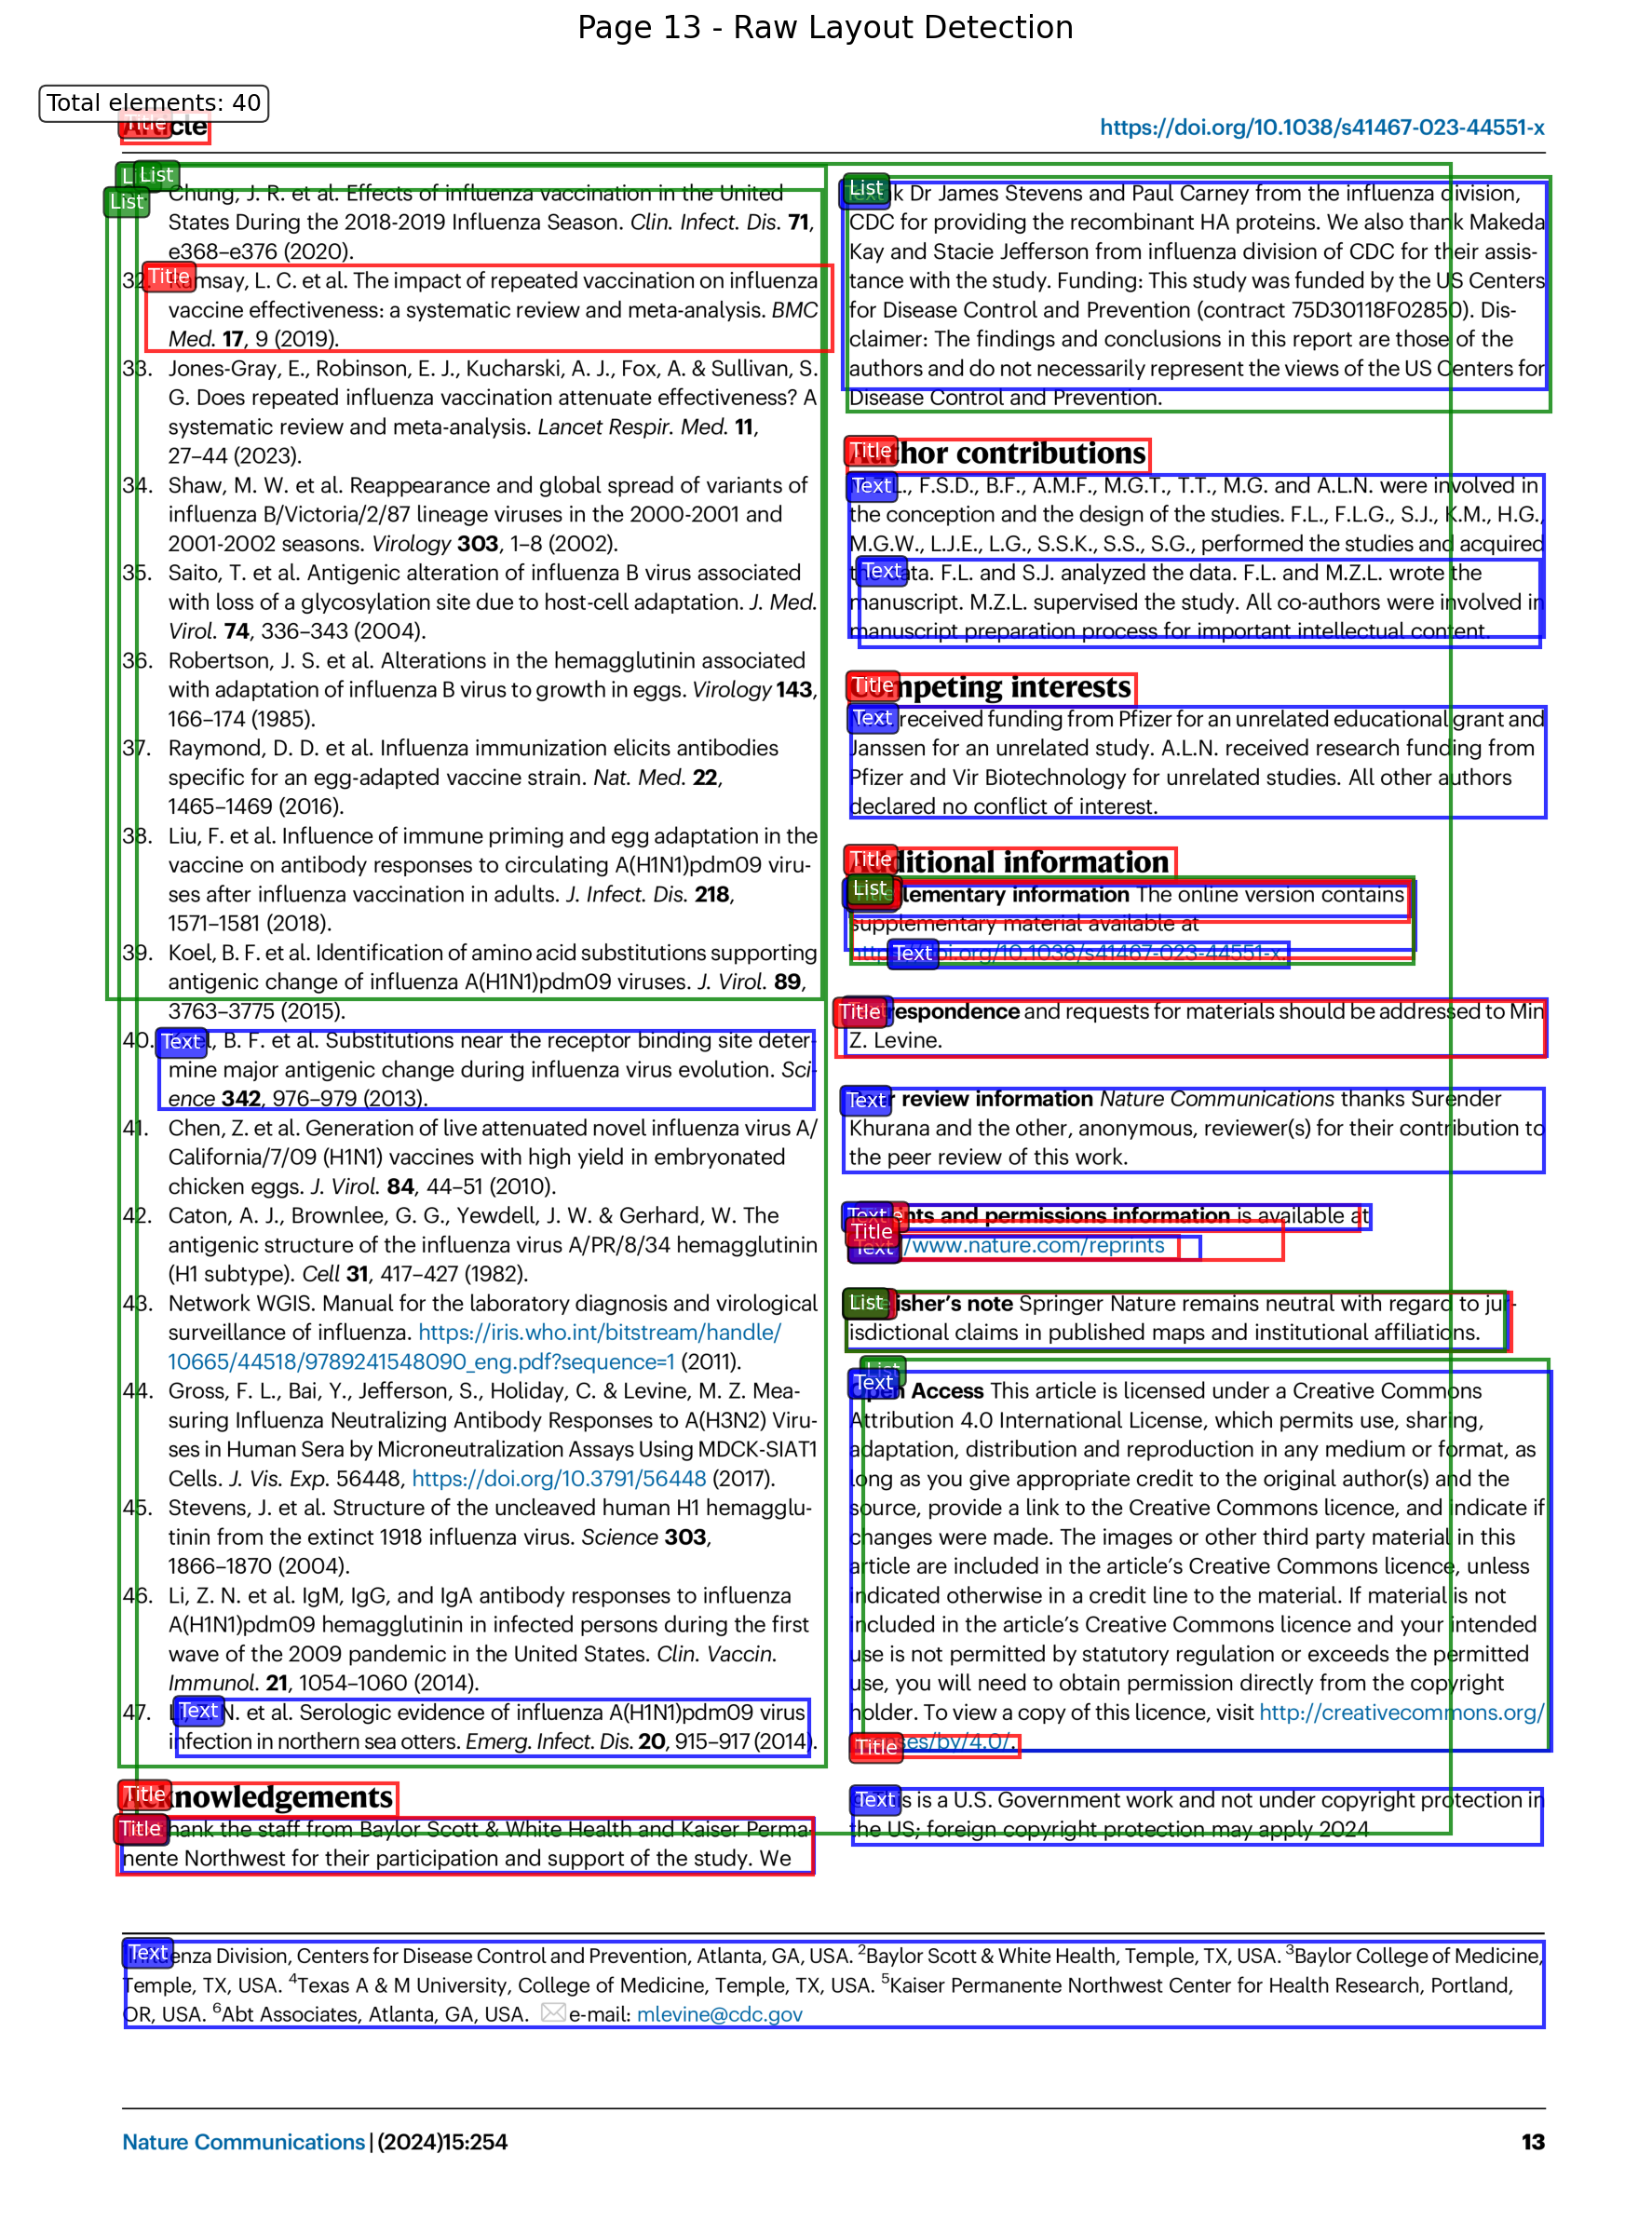 Page 13 - Raw Layout Detection
Total elements: 40
Title
Article
https://doi.org/10.1038/s41467-023-44551-x
List
List
Chung, J. R. et al. Effects of influenza vaccination in the United
States During the 2018-2019 Influenza Season. Clin. Infect. Dis. 71,
e368–e376 (2020).
Title
32. Ramsay, L. C. et al. The impact of repeated vaccination on influenza
vaccine effectiveness: a systematic review and meta-analysis. BMC
Med. 17, 9 (2019).
33. Jones-Gray, E., Robinson, E. J., Kucharski, A. J., Fox, A. & Sullivan, S.
G. Does repeated influenza vaccination attenuate effectiveness? A
systematic review and meta-analysis. Lancet Respir. Med. 11,
27–44 (2023).
34. Shaw, M. W. et al. Reappearance and global spread of variants of
influenza B/Victoria/2/87 lineage viruses in the 2000-2001 and
2001-2002 seasons. Virology 303, 1–8 (2002).
35. Saito, T. et al. Antigenic alteration of influenza B virus associated
with loss of a glycosylation site due to host-cell adaptation. J. Med.
Virol. 74, 336–343 (2004).
36. Robertson, J. S. et al. Alterations in the hemagglutinin associated
with adaptation of influenza B virus to growth in eggs. Virology 143,
166–174 (1985).
37. Raymond, D. D. et al. Influenza immunization elicits antibodies
specific for an egg-adapted vaccine strain. Nat. Med. 22,
1465–1469 (2016).
38. Liu, F. et al. Influence of immune priming and egg adaptation in the
vaccine on antibody responses to circulating A(H1N1)pdm09 viru-
ses after influenza vaccination in adults. J. Infect. Dis. 218,
1571–1581 (2018).
39. Koel, B. F. et al. Identification of amino acid substitutions supporting
antigenic change of influenza A(H1N1)pdm09 viruses. J. Virol. 89,
3763–3775 (2015).
Text
40. Koel, B. F. et al. Substitutions near the receptor binding site deter-
mine major antigenic change during influenza virus evolution. Sci-
ence 342, 976–979 (2013).
41. Chen, Z. et al. Generation of live attenuated novel influenza virus A/
California/7/09 (H1N1) vaccines with high yield in embryonated
chicken eggs. J. Virol. 84, 44–51 (2010).
42. Caton, A. J., Brownlee, G. G., Yewdell, J. W. & Gerhard, W. The
antigenic structure of the influenza virus A/PR/8/34 hemagglutinin
(H1 subtype). Cell 31, 417–427 (1982).
43. Network WGIS. Manual for the laboratory diagnosis and virological
surveillance of influenza. https://iris.who.int/bitstream/handle/
10665/44518/9789241548090_eng.pdf?sequence=1 (2011).
44. Gross, F. L., Bai, Y., Jefferson, S., Holiday, C. & Levine, M. Z. Mea-
suring Influenza Neutralizing Antibody Responses to A(H3N2) Viru-
ses in Human Sera by Microneutralization Assays Using MDCK-SIAT1
Cells. J. Vis. Exp. 56448, https://doi.org/10.3791/56448 (2017).
45. Stevens, J. et al. Structure of the uncleaved human H1 hemagglu-
tinin from the extinct 1918 influenza virus. Science 303,
1866–1870 (2004).
46. Li, Z. N. et al. IgM, IgG, and IgA antibody responses to influenza
A(H1N1)pdm09 hemagglutinin in infected persons during the first
wave of the 2009 pandemic in the United States. Clin. Vaccin.
Immunol. 21, 1054–1060 (2014).
Text
47. Li, Z. N. et al. Serologic evidence of influenza A(H1N1)pdm09 virus
infection in northern sea otters. Emerg. Infect. Dis. 20, 915–917 (2014).
Title
Acknowledgements
Title
thank the staff from Baylor Scott & White Health and Kaiser Perma-
nente Northwest for their participation and support of the study. We
List
thank Dr James Stevens and Paul Carney from the influenza division,
CDC for providing the recombinant HA proteins. We also thank Makeda
Kay and Stacie Jefferson from influenza division of CDC for their assis-
tance with the study. Funding: This study was funded by the US Centers
for Disease Control and Prevention (contract 75D30118F02850). Dis-
claimer: The findings and conclusions in this report are those of the
authors and do not necessarily represent the views of the US Centers for
Disease Control and Prevention.
Title
Author contributions
Text
L., F.S.D., B.F., A.M.F., M.G.T., T.T., M.G. and A.L.N. were involved in
the conception and the design of the studies. F.L., F.L.G., S.J., K.M., H.G.,
M.G.W., L.J.E., L.G., S.S.K., S.S., S.G., performed the studies and acquired
Text
the data. F.L. and S.J. analyzed the data. F.L. and M.Z.L. wrote the
manuscript. M.Z.L. supervised the study. All co-authors were involved in
manuscript preparation process for important intellectual content.
Title
Competing interests
Text
received funding from Pfizer for an unrelated educational grant and
Janssen for an unrelated study. A.L.N. received research funding from
Pfizer and Vir Biotechnology for unrelated studies. All other authors
declared no conflict of interest.
Title
Additional information
List
Supplementary information The online version contains
supplementary material available at
Text
https://doi.org/10.1038/s41467-023-44551-x.
Title
Correspondence and requests for materials should be addressed to Min
Z. Levine.
Text
Peer review information Nature Communications thanks Surender
Khurana and the other, anonymous, reviewer(s) for their contribution to
the peer review of this work.
Text
Reprints and permissions information is available at
Title
Text
/www.nature.com/reprints
List
Publisher's note Springer Nature remains neutral with regard to jur-
isdictional claims in published maps and institutional affiliations.
List
Text
Open Access This article is licensed under a Creative Commons
Attribution 4.0 International License, which permits use, sharing,
adaptation, distribution and reproduction in any medium or format, as
long as you give appropriate credit to the original author(s) and the
source, provide a link to the Creative Commons licence, and indicate if
changes were made. The images or other third party material in this
article are included in the article's Creative Commons licence, unless
indicated otherwise in a credit line to the material. If material is not
included in the article's Creative Commons licence and your intended
use is not permitted by statutory regulation or exceeds the permitted
use, you will need to obtain permission directly from the copyright
holder. To view a copy of this licence, visit http://creativecommons.org/
Title
licenses/by/4.0/.
Text
This is a U.S. Government work and not under copyright protection in
the US; foreign copyright protection may apply 2024
Text
Influenza Division, Centers for Disease Control and Prevention, Atlanta, GA, USA. 2Baylor Scott & White Health, Temple, TX, USA. 3Baylor College of Medicine,
Temple, TX, USA. 4Texas A & M University, College of Medicine, Temple, TX, USA. 5Kaiser Permanente Northwest Center for Health Research, Portland,
OR, USA. 6Abt Associates, Atlanta, GA, USA. e-mail: mlevine@cdc.gov
Nature Communications | (2024)15:254
13